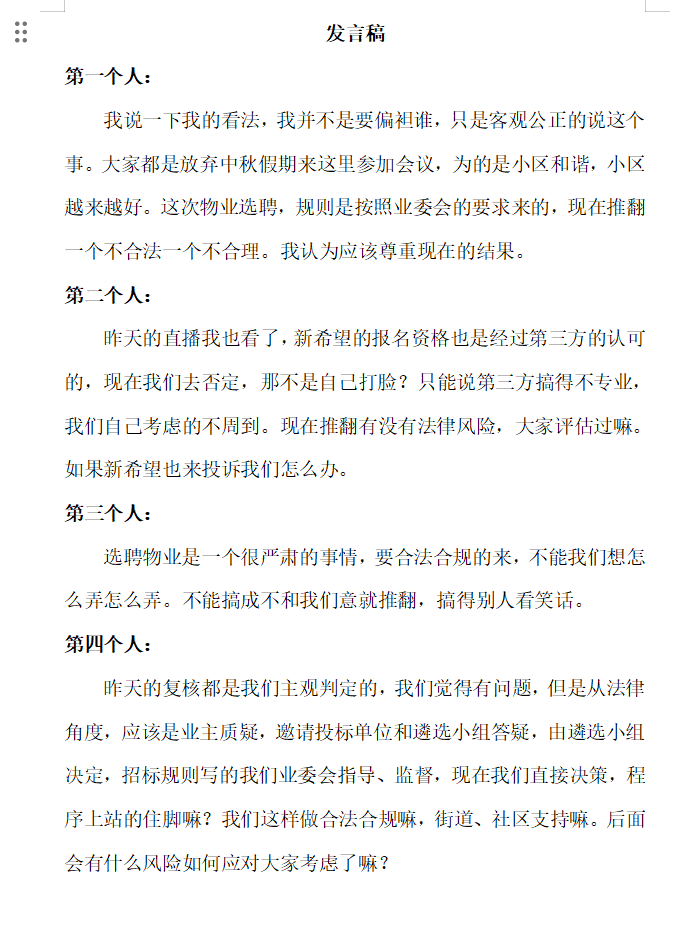 发言稿
第一个人：
我说一下我的看法，我并不是要偏袒谁，只是客观公正的说这个
事。大家都是放弃中秋假期来这里参加会议，为的是小区和谐，小区
越来越好。这次物业选聘，规则是按照业委会的要求来的，现在推翻
一个不合法一个不合理。我认为应该尊重现在的结果。
第二个人：
昨天的直播我也看了，新希望的报名资格也是经过第三方的认可
的，现在我们去否定，那不是自己打脸？只能说第三方搞得不专业，
我们自己考虑的不周到。现在推翻有没有法律风险，大家评估过嘛。
如果新希望也来投诉我们怎么办。
第三个人：
选聘物业是一个很严肃的事情，要合法合规的来，不能我们想怎
么弄怎么弄。不能搞成不和我们意就推翻，搞得别人看笑话。
第四个人：
昨天的复核都是我们主观判定的，我们觉得有问题，但是从法律
角度，应该是业主质疑，邀请投标单位和遴选小组答疑，由遴选小组
决定，招标规则写的我们业委会指导、监督，现在我们直接决策，程
序上站的住脚嘛？我们这样做合法合规嘛，街道、社区支持嘛。后面
会有什么风险如何应对大家考虑了嘛？